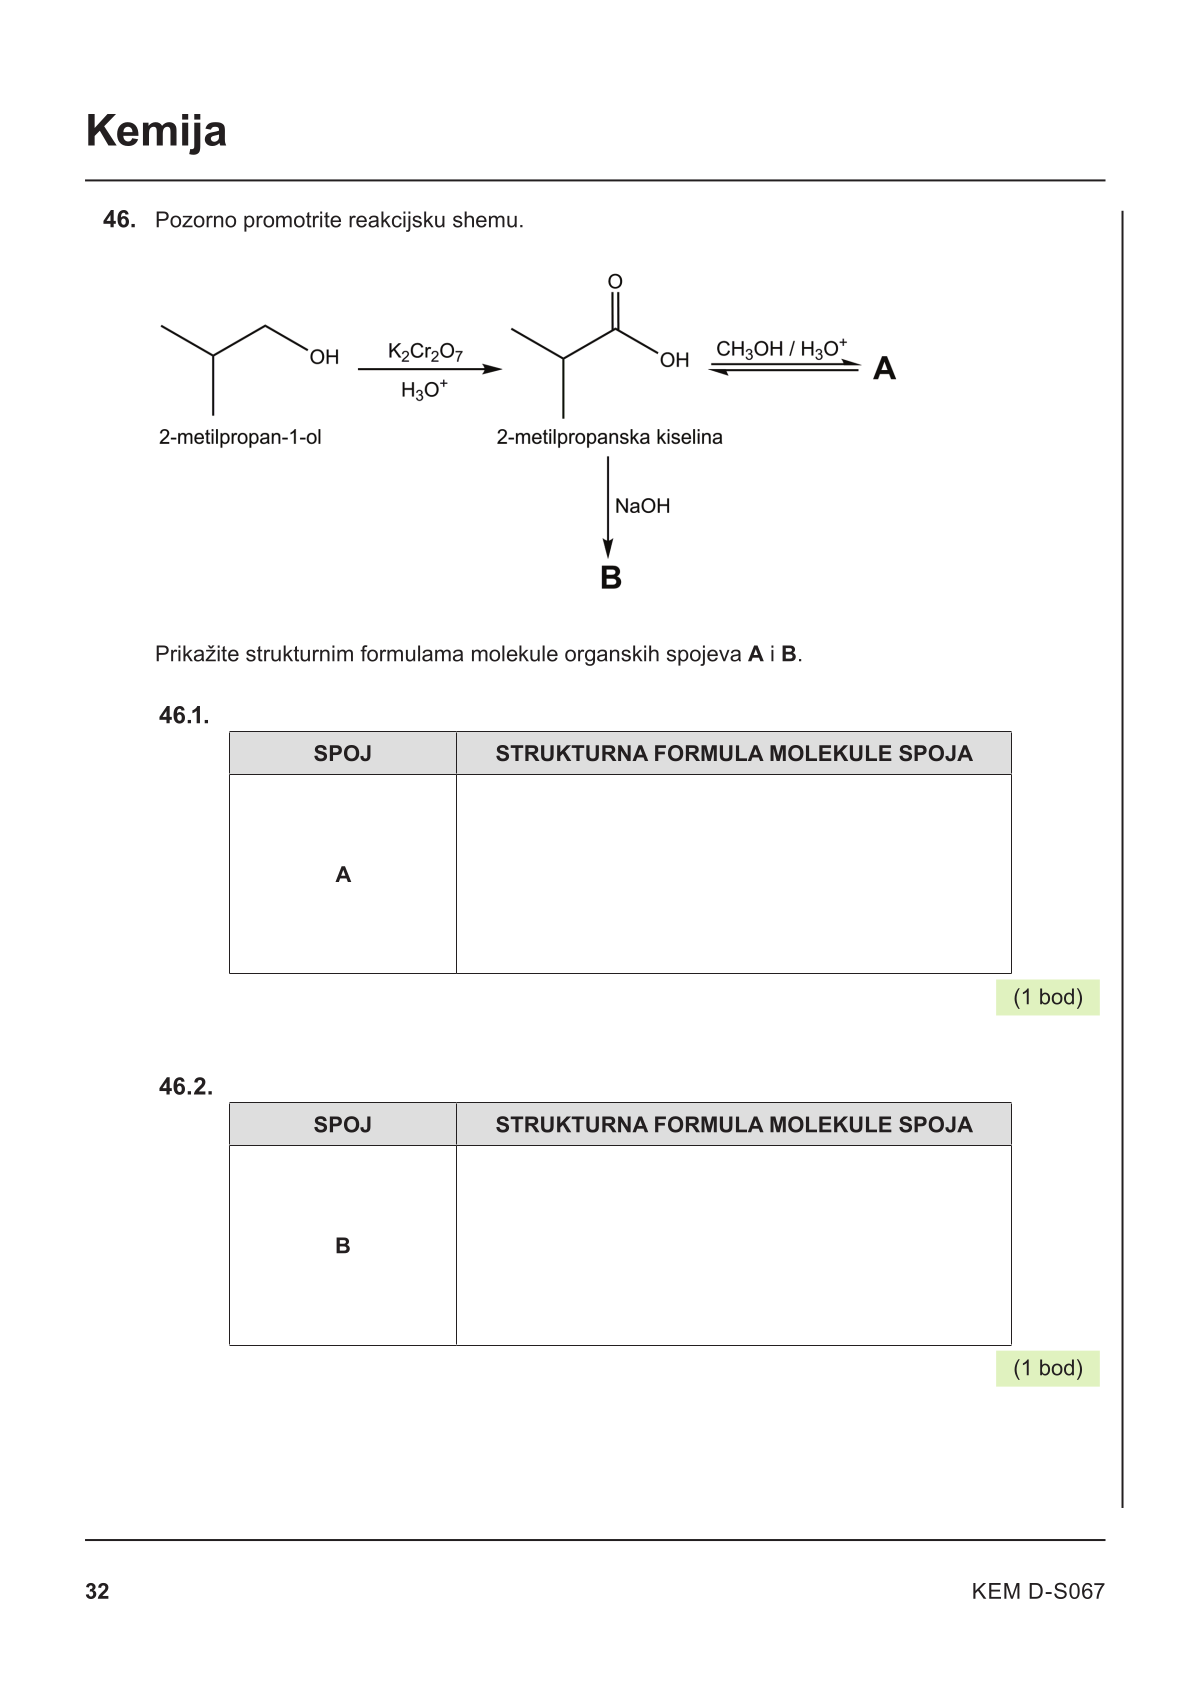 Kemija
46. Pozorno promotrite reakcijsku shemu.
O
OH
K₂Cr₂O₇
H₃O⁺
OH
CH₃OH / H₃O⁺
A
2-metilpropan-1-ol
2-metilpropanska kiselina
NaOH
B
Prikažite strukturnim formulama molekule organskih spojeva A i B.
46.1.
SPOJ STRUKTURNA FORMULA MOLEKULE SPOJA
A
(1 bod)
46.2.
SPOJ STRUKTURNA FORMULA MOLEKULE SPOJA
B
(1 bod)
32 KEM D-S067